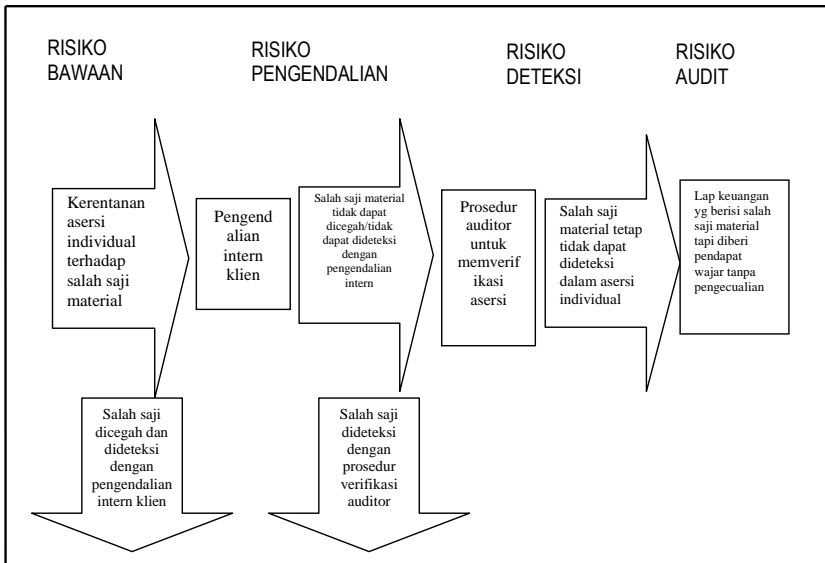 RISIKO
BAWAAN
RISIKO
PENGENDALIAN
RISIKO
DETEKSI
RISIKO
AUDIT
Kerentanan
asersi
individual
terhadap
salah saji
material
Pengend
alian
intern
klien
Salah saji material
tidak dapat
dicegah/tidak
dapat dideteksi
dengan
pengendalian
intern
Prosedur
auditor
untuk
memverif
ikasi
asersi
Salah saji
material tetap
tidak dapat
dideteksi
dalam asersi
individual
Lap keuangan
yg berisi salah
saji material
tapi diberi
pendapat
wajar tanpa
pengecualian
Salah saji
dicegah dan
dideteksi
dengan
pengendalian
intern klien
Salah saji
dideteksi
dengan
prosedur
verifikasi
auditor